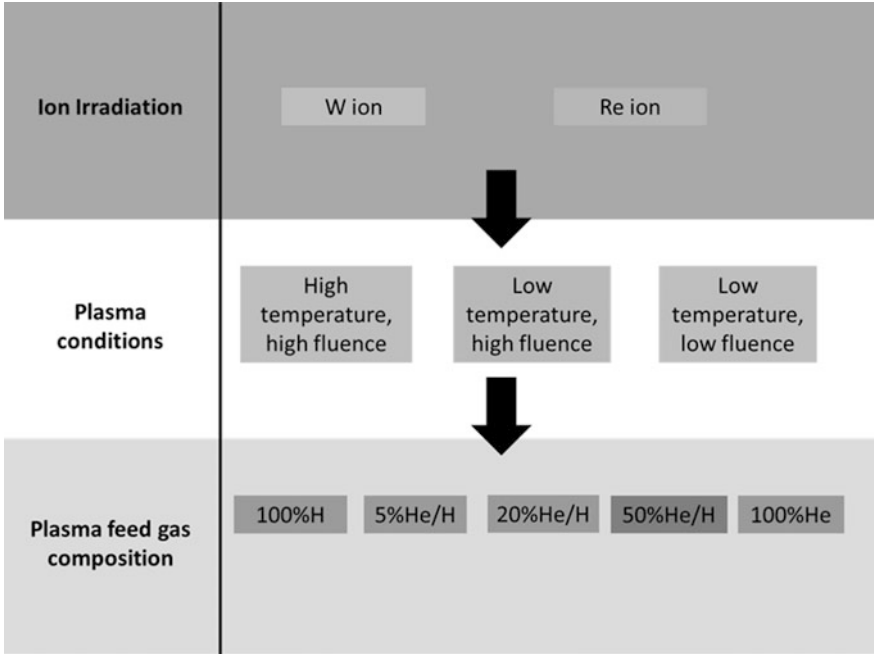 Ion Irradiation
W ion
Re ion
Plasma
conditions
High
temperature,
high fluence
Low
temperature,
high fluence
Low
temperature,
low fluence
Plasma feed gas
composition
100%H
5%He/H
20%He/H
50%He/H
100%He